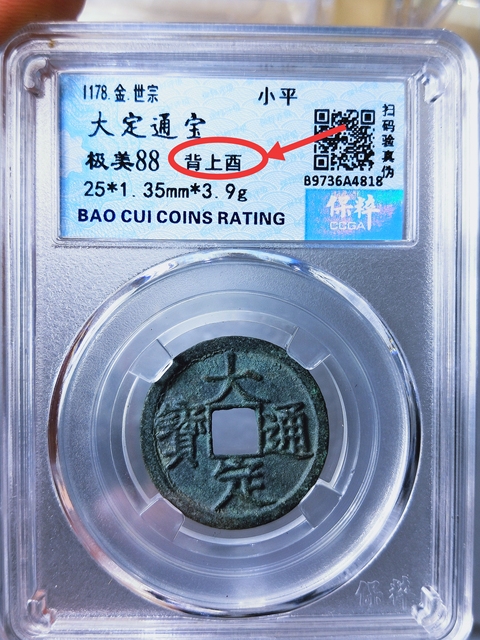 1178.金.世宗 小平
大定通宝
极美88 背上酉
25*1.35mm*3.9g
BAO CUI COINS RATING
扫码验真伪
B9736A4818
保粹
CCGA
大定通寶
保粹